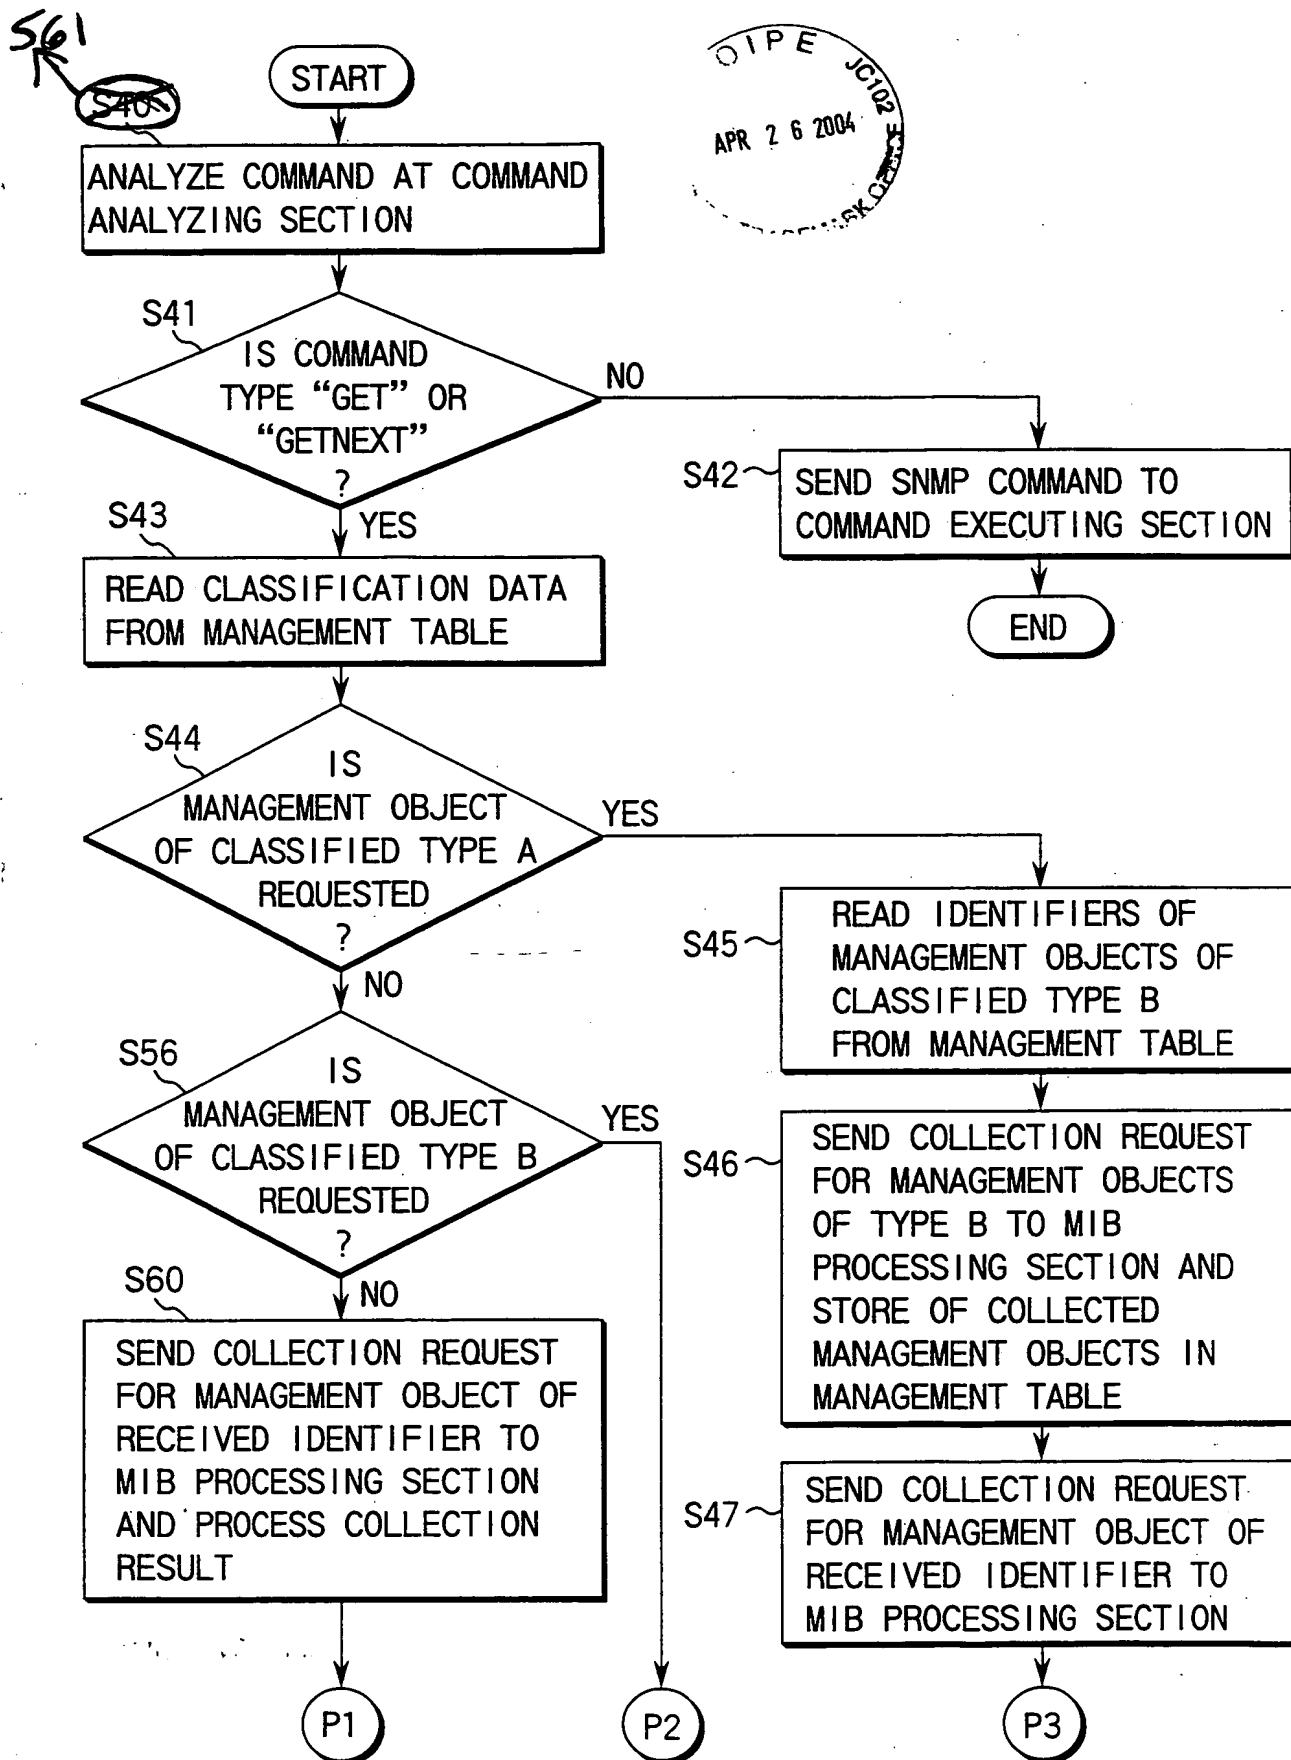 S61
S40
START
OIPE JC102
APR 26 2004
ANALYZE COMMAND AT COMMAND
ANALYZING SECTION
S41
IS COMMAND
TYPE “GET” OR
“GETNEXT”
?
NO
YES
S42
SEND SNMP COMMAND TO
COMMAND EXECUTING SECTION
END
S43
READ CLASSIFICATION DATA
FROM MANAGEMENT TABLE
S44
IS
MANAGEMENT OBJECT
OF CLASSIFIED TYPE A
REQUESTED
?
YES
NO
S45
READ IDENTIFIERS OF
MANAGEMENT OBJECTS OF
CLASSIFIED TYPE B
FROM MANAGEMENT TABLE
S56
IS
MANAGEMENT OBJECT
OF CLASSIFIED TYPE B
REQUESTED
?
YES
NO
S46
SEND COLLECTION REQUEST
FOR MANAGEMENT OBJECTS
OF TYPE B TO MIB
PROCESSING SECTION AND
STORE OF COLLECTED
MANAGEMENT OBJECTS IN
MANAGEMENT TABLE
S60
SEND COLLECTION REQUEST
FOR MANAGEMENT OBJECT OF
RECEIVED IDENTIFIER TO
MIB PROCESSING SECTION
AND PROCESS COLLECTION
RESULT
S47
SEND COLLECTION REQUEST
FOR MANAGEMENT OBJECT OF
RECEIVED IDENTIFIER TO
MIB PROCESSING SECTION
P1
P2
P3